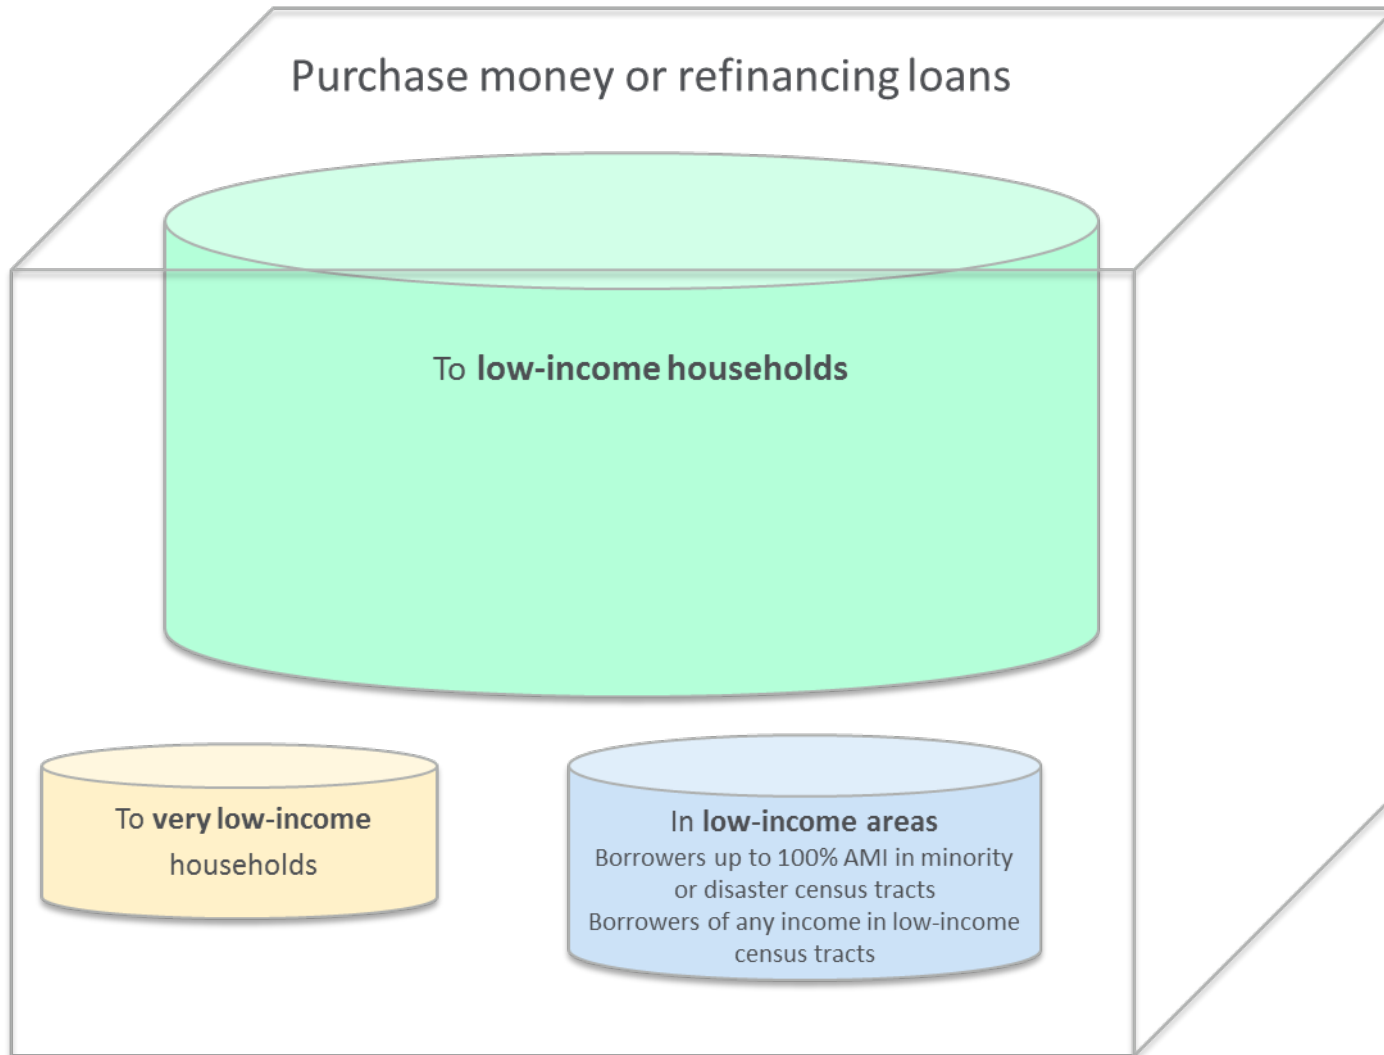 Purchase money or refinancing loans
To low-income households
To very low-income
households
In low-income areas
Borrowers up to 100% AMI in minority
or disaster census tracts
Borrowers of any income in low-income
census tracts